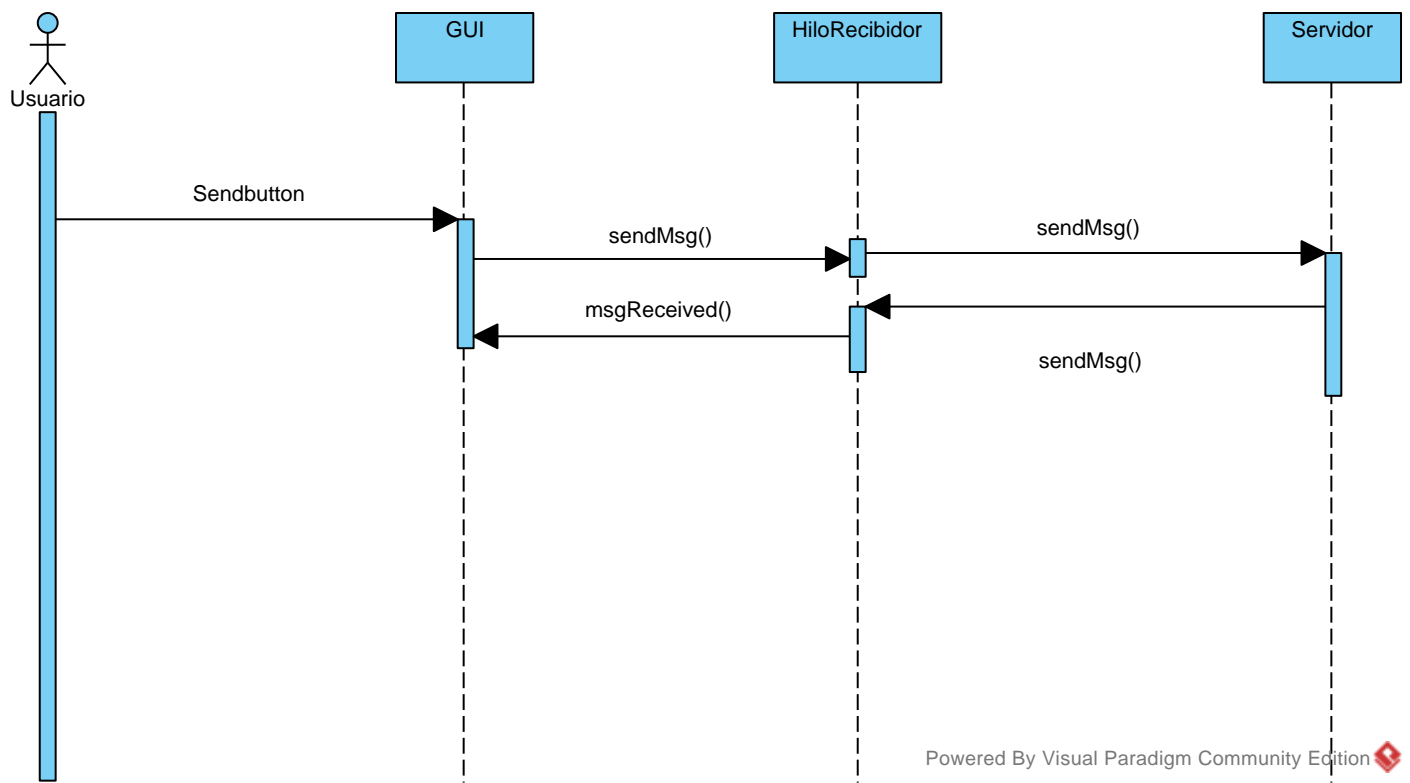 GUI
HiloRecibidor
Servidor
Usuario
Sendbutton
sendMsg()
sendMsg()
msgReceived()
sendMsg()
Powered By Visual Paradigm Community Edition